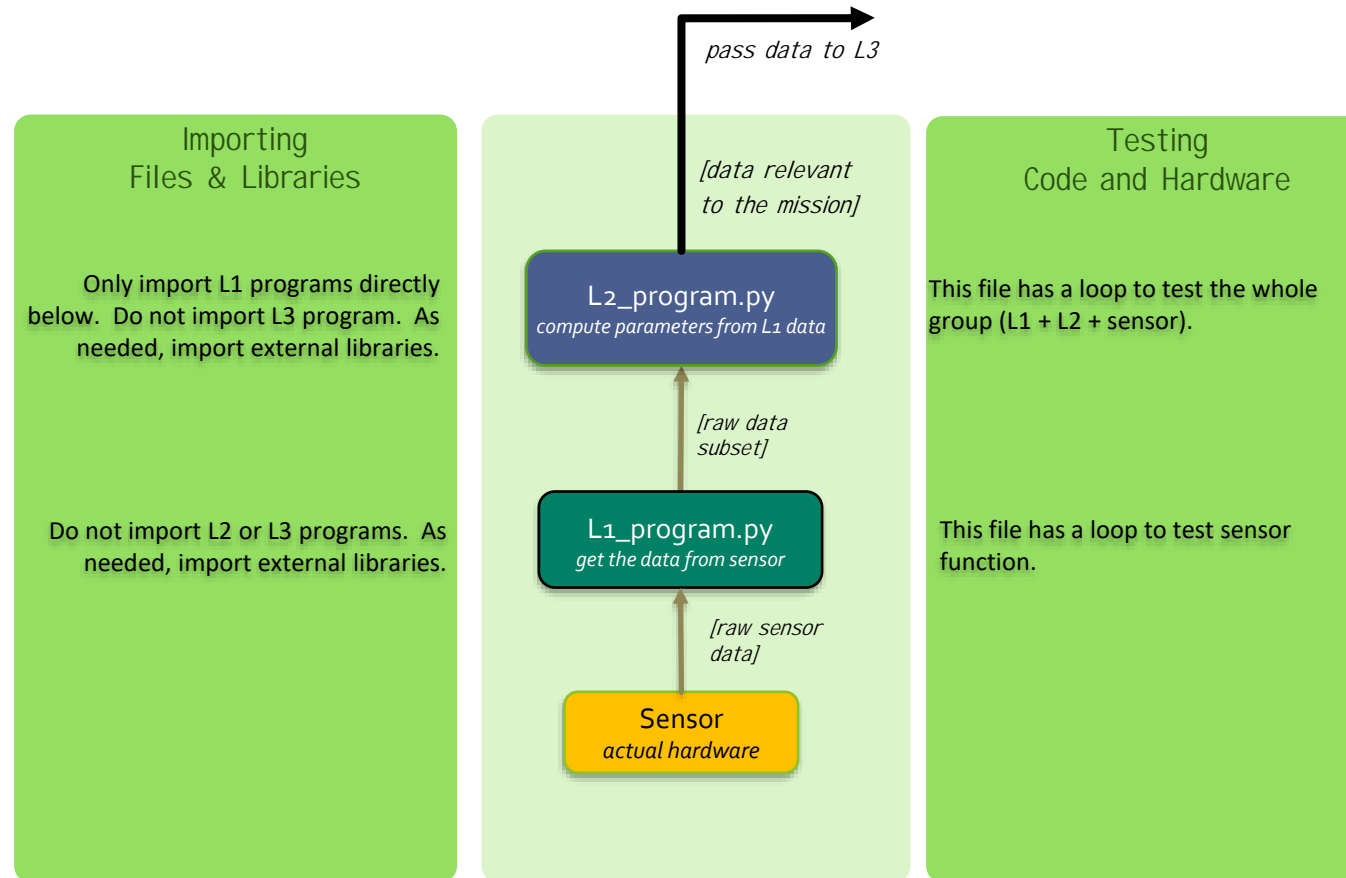 pass data to L3
Importing
Files & Libraries
[data relevant
to the mission]
Testing
Code and Hardware
Only import L1 programs directly
below.  Do not import L3 program.  As
needed, import external libraries.
L2_program.py
compute parameters from L1 data
This file has a loop to test the whole
group (L1 + L2 + sensor).
[raw data
subset]
Do not import L2 or L3 programs.  As
needed, import external libraries.
L1_program.py
get the data from sensor
This file has a loop to test sensor
function.
[raw sensor
data]
Sensor
actual hardware